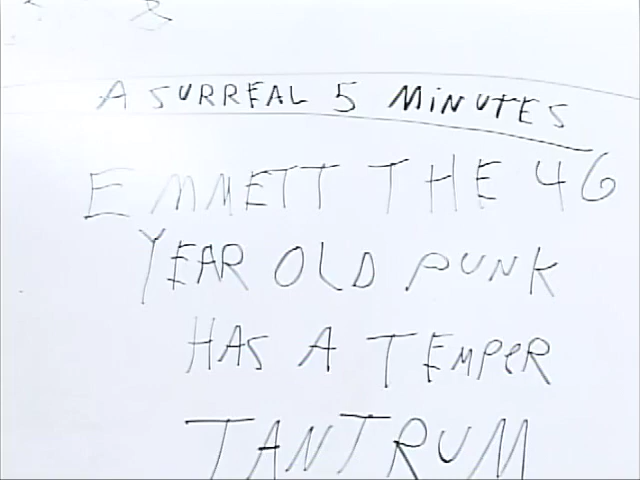 A SURREAL 5 MINUTES
EMMETT THE 46
YEAR OLD PUNK
HAS A TEMPER
TANTRUM